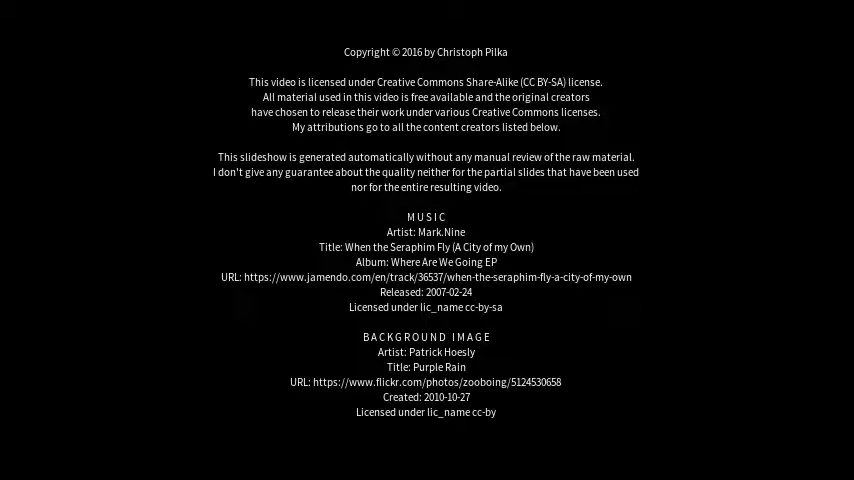 Copyright © 2016 by Christoph Pilka
This video is licensed under Creative Commons Share-Alike (CC BY-SA) license.
All material used in this video is free available and the original creators
have chosen to release their work under various Creative Commons licenses.
My attributions go to all the content creators listed below.
This slideshow is generated automatically without any manual review of the raw material.
I don't give any guarantee about the quality neither for the partial slides that have been used
nor for the entire resulting video.
M U S I C
Artist: Mark.Nine
Title: When the Seraphim Fly (A City of my Own)
Album: Where Are We Going EP
URL: https://www.jamendo.com/en/track/36537/when-the-seraphim-fly-a-city-of-my-own
Released: 2007-02-24
Licensed under lic_name cc-by-sa
B A C K G R O U N D   I M A G E
Artist: Patrick Hoesly
Title: Purple Rain
URL: https://www.flickr.com/photos/zooboing/5124530658
Created: 2010-10-27
Licensed under lic_name cc-by